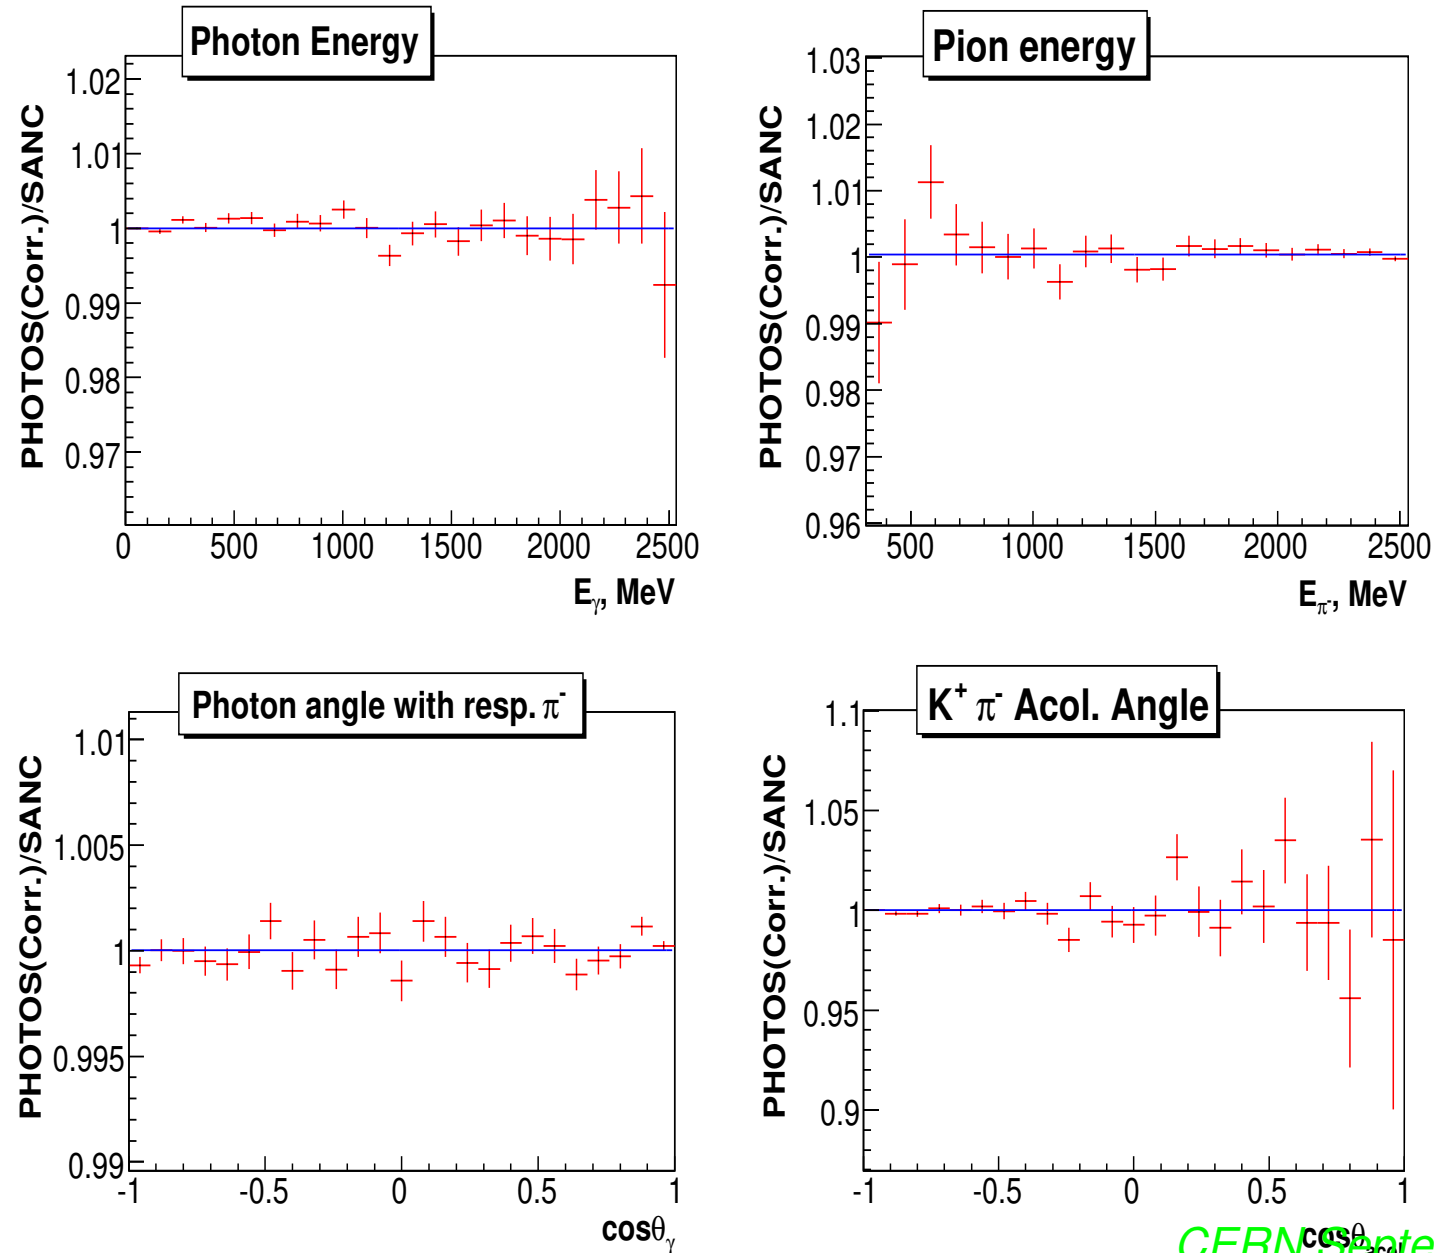 Photon Energy
PHOTOS(Corr.)/SANC
1.02
1.01
1
0.99
0.98
0.97
0 500 1000 1500 2000 2500
Eγ, MeV
Pion energy
PHOTOS(Corr.)/SANC
1.03
1.02
1.01
1
0.99
0.98
0.97
0.96
500 1000 1500 2000 2500
Eπ-, MeV
Photon angle with resp. π-
PHOTOS(Corr.)/SANC
1.01
1.005
1
0.995
0.99
-1 -0.5 0 0.5 1
cosθγ
K+ π- Acol. Angle
PHOTOS(Corr.)/SANC
1.1
1.05
1
0.95
0.9
-1 -0.5 0 0.5 1
cosθ
CERN